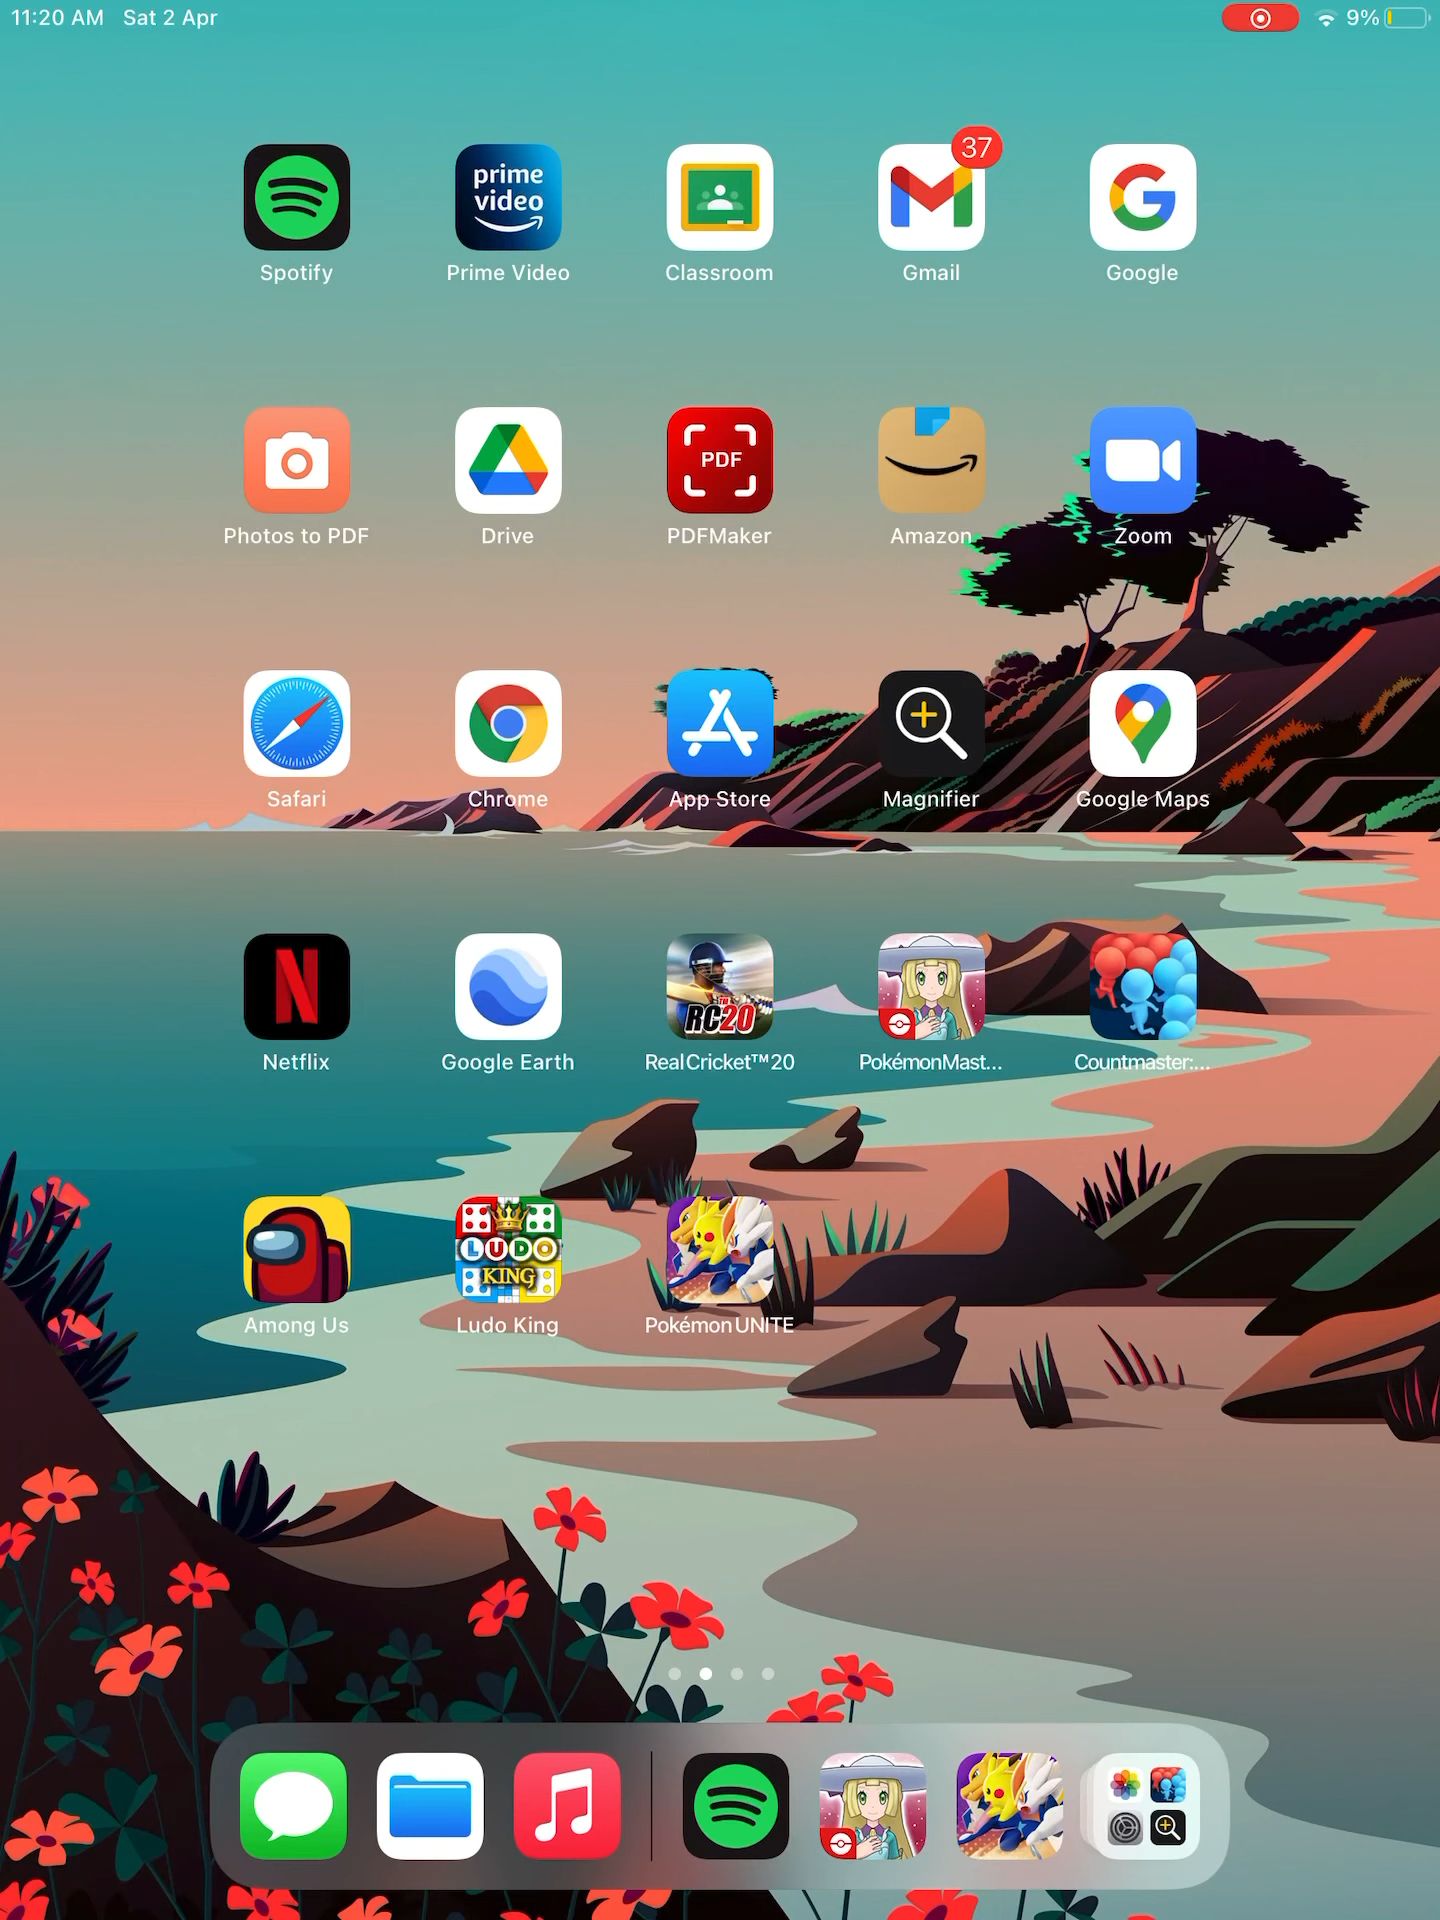 11:20 AM Sat 2 Apr
9%
prime video
37
Spotify Prime Video Classroom Gmail Google
PDF
Photos to PDF Drive PDFMaker Amazon Zoom
Safari Chrome App Store Magnifier Google Maps
RC20™
Netflix Google Earth RealCricket™20 PokémonMast... Countmaster:...
LUDO
KING
Among Us Ludo King Pokémon UNITE